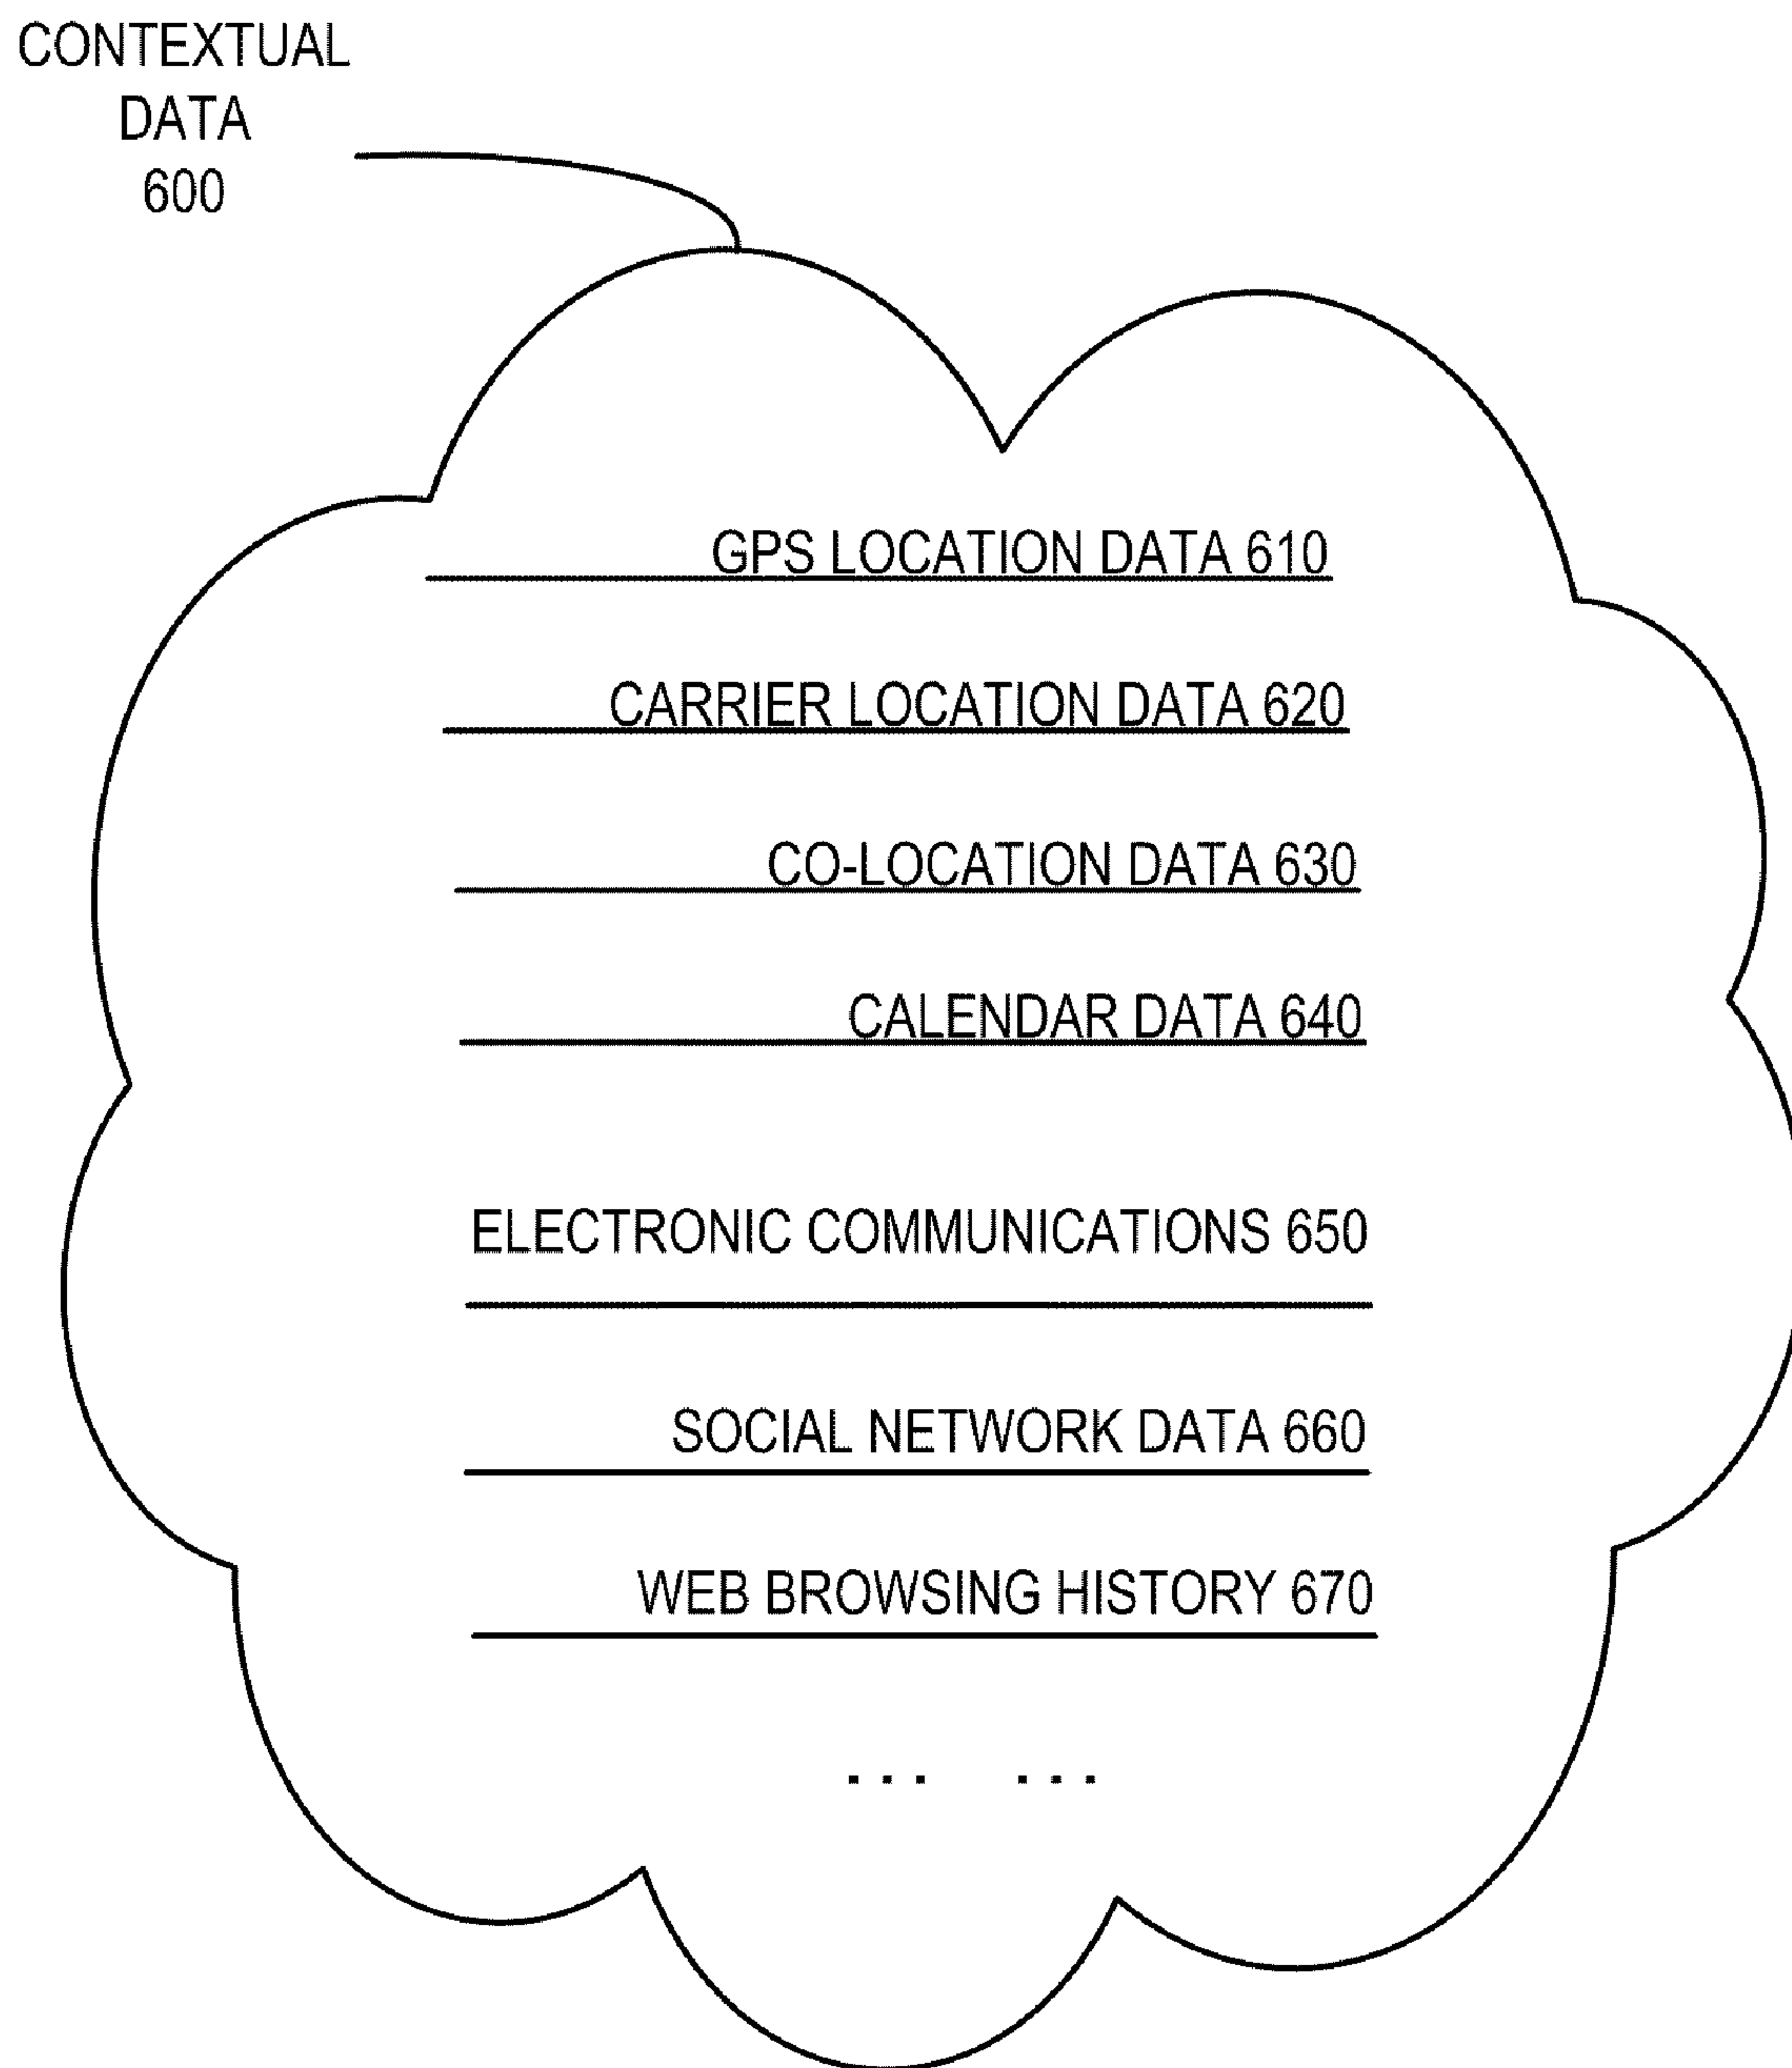 CONTEXTUAL
DATA
600
GPS LOCATION DATA 610
CARRIER LOCATION DATA 620
CO-LOCATION DATA 630
CALENDAR DATA 640
ELECTRONIC COMMUNICATIONS 650
SOCIAL NETWORK DATA 660
WEB BROWSING HISTORY 670
... ...